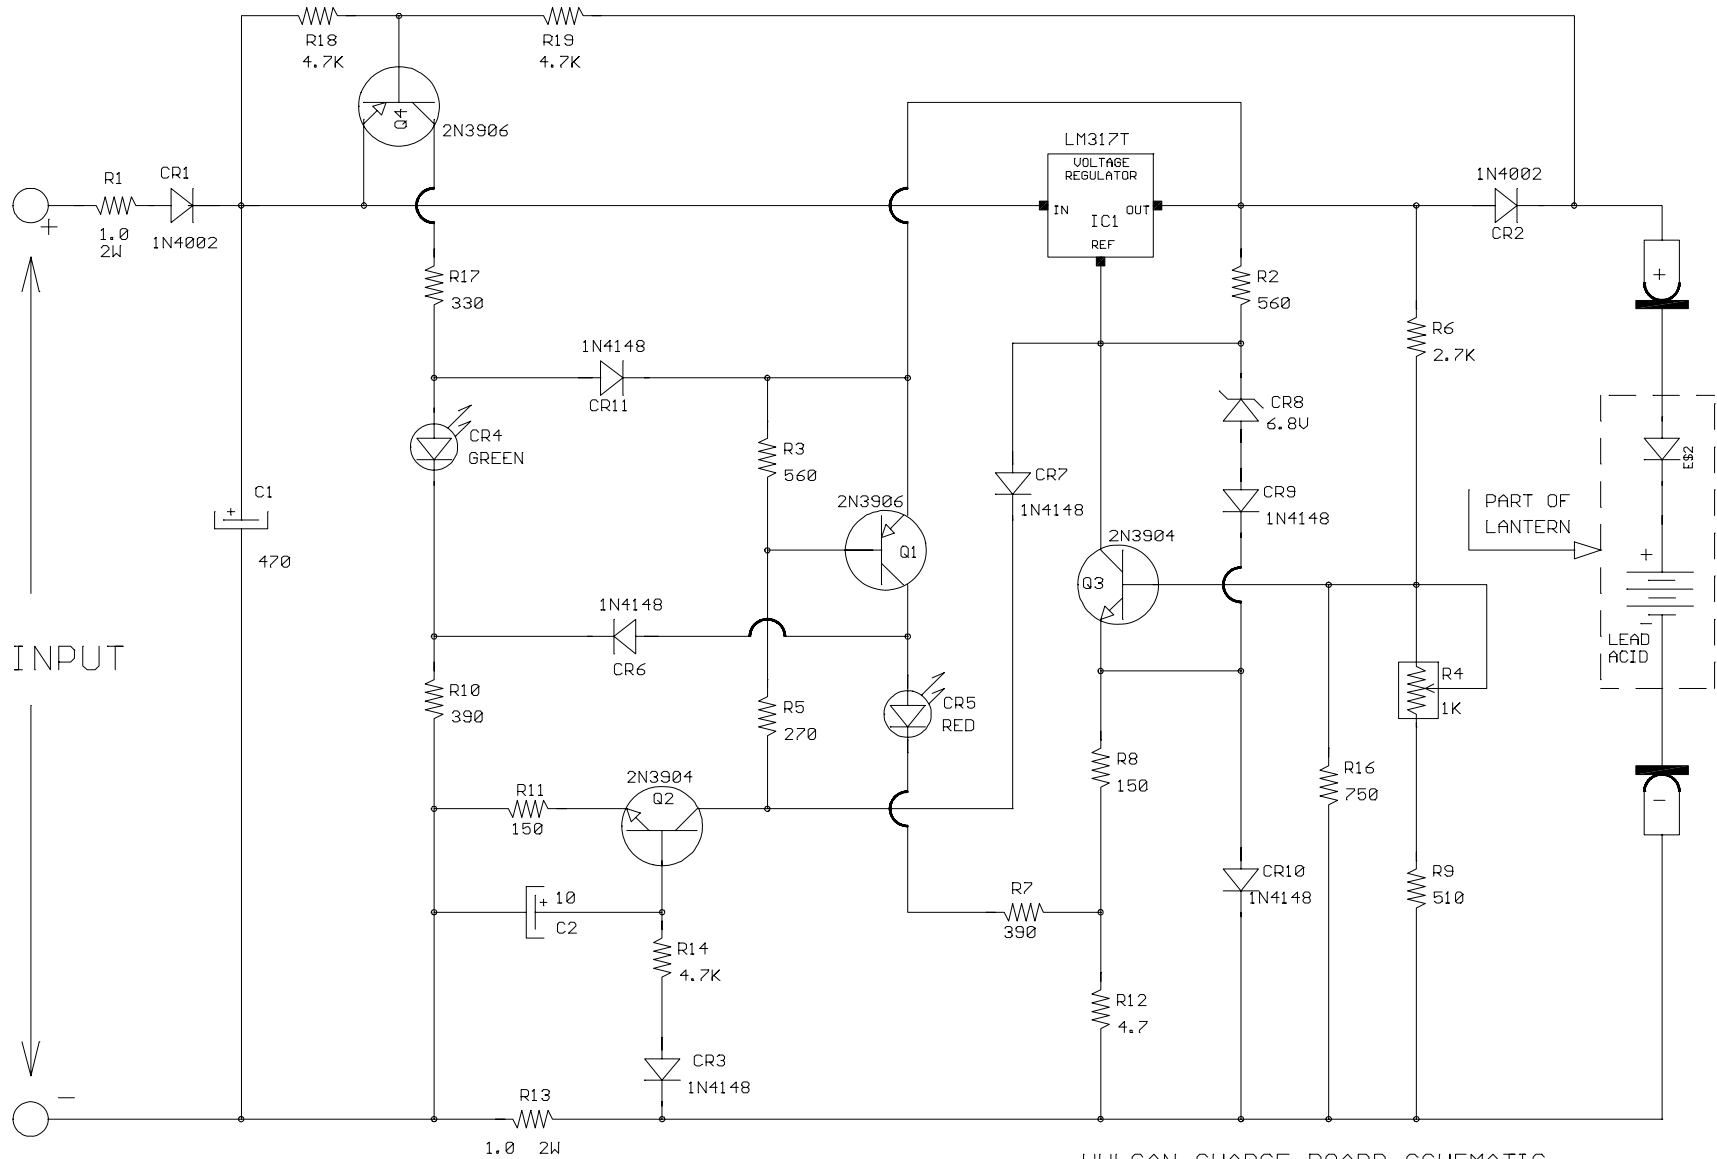 R18
4.7K
R19
4.7K
Q4
2N3906
LM317T
VOLTAGE
REGULATOR
IN
OUT
IC1
REF
R1
1.0
2W
CR1
1N4002
+
1N4002
CR2
+
R17
330
R2
560
R6
2.7K
1N4148
CR11
CR8
6.8V
CR4
GREEN
R3
560
CR7
1N4148
CR9
1N4148
E$2
PART OF
LANTERN
C1
+
470
2N3906
Q1
2N3904
Q3
+
-
LEAD
ACID
1N4148
CR6
INPUT
R10
390
R5
270
CR5
RED
R4
1K
2N3904
Q2
R11
150
R8
150
R16
750
-
10
+
C2
R7
390
CR10
1N4148
R9
510
R14
4.7K
R12
4.7
CR3
1N4148
-
R13
1.0 2W